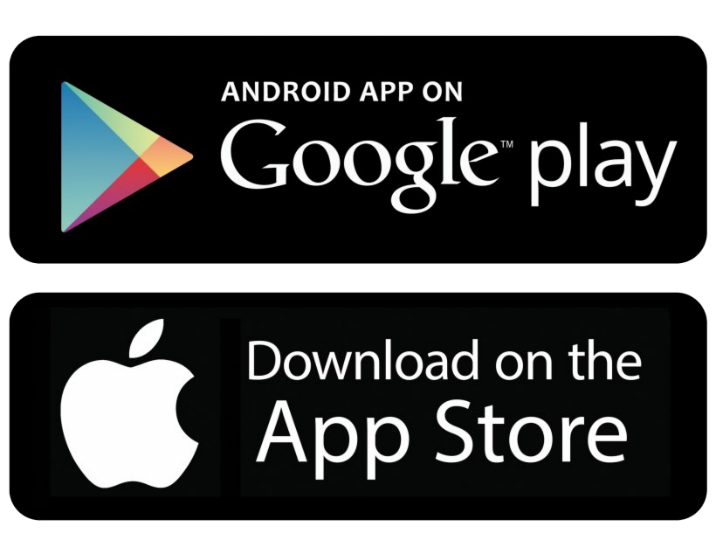 ANDROID APP ON
Google™ play
Download on the
App Store